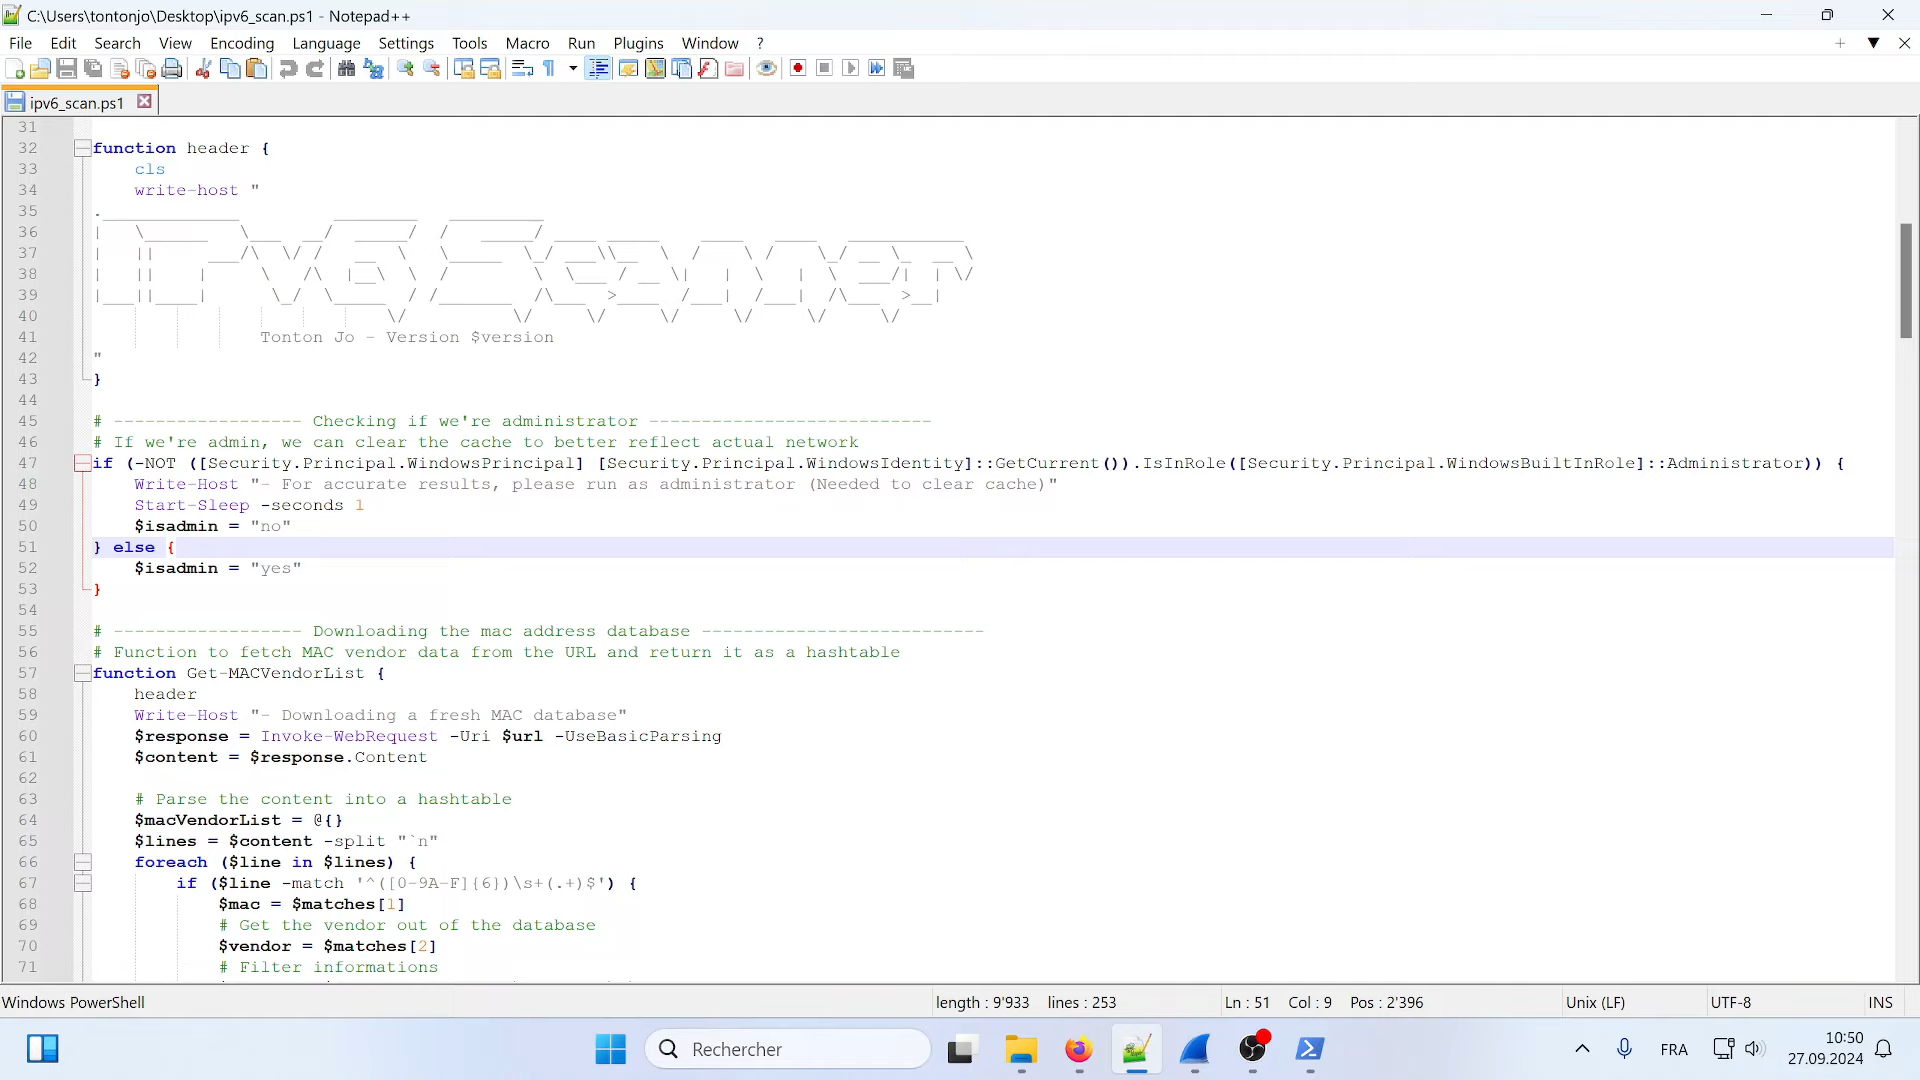 C:\Users\tontonjo\Desktop\ipv6_scan.ps1 - Notepad++
File Edit Search View Encoding Language Settings Tools Macro Run Plugins Window ?
ipv6_scan.ps1
31
32 function header {
33 cls
34 write-host "
35
36
37
38
39
40
41 Tonton Jo - Version $version
42 "
43 }
44
45 # ------------------ Checking if we're administrator ---------------------------
46 # If we're admin, we can clear the cache to better reflect actual network
47 if (-NOT ([Security.Principal.WindowsPrincipal] [Security.Principal.WindowsIdentity]::GetCurrent()).IsInRole([Security.Principal.WindowsBuiltInRole]::Administrator)) {
48 Write-Host "- For accurate results, please run as administrator (Needed to clear cache)"
49 Start-Sleep -seconds 1
50 $isadmin = "no"
51 } else {
52 $isadmin = "yes"
53 }
54
55 # ------------------ Downloading the mac address database ---------------------------
56 # Function to fetch MAC vendor data from the URL and return it as a hashtable
57 function Get-MACVendorList {
58 header
59 Write-Host "- Downloading a fresh MAC database"
60 $response = Invoke-WebRequest -Uri $url -UseBasicParsing
61 $content = $response.Content
62
63 # Parse the content into a hashtable
64 $macVendorList = @{}
65 $lines = $content -split "`n"
66 foreach ($line in $lines) {
67 if ($line -match '^([0-9A-F]{6})\s+(.+)$') {
68 $mac = $matches[1]
69 # Get the vendor out of the database
70 $vendor = $matches[2]
71 # Filter informations
Windows PowerShell length : 9'933 lines : 253 Ln : 51 Col : 9 Pos : 2'396 Unix (LF) UTF-8 INS
Rechercher FRA 10:50
27.09.2024